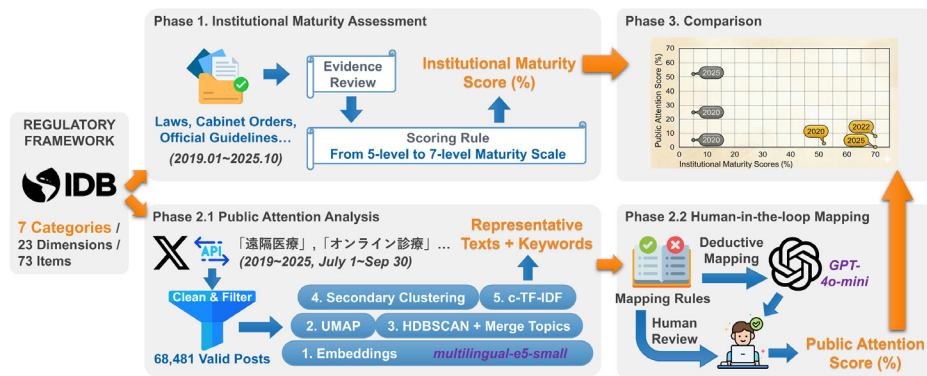 REGULATORY
FRAMEWORK
IDB
7 Categories /
23 Dimensions /
73 Items
Phase 1. Institutional Maturity Assessment
Laws, Cabinet Orders,
Official Guidelines...
(2019.01~2025.10)
Evidence
Review
Institutional Maturity
Score (%)
Scoring Rule
From 5-level to 7-level Maturity Scale
Phase 2.1 Public Attention Analysis
X
API
「遠隔医療」,「オンライン診療」...
(2019~2025, July 1~Sep 30)
Clean & Filter
68,481 Valid Posts
Representative
Texts + Keywords
4. Secondary Clustering
5. c-TF-IDF
2. UMAP
3. HDBSCAN + Merge Topics
1. Embeddings
multilingual-e5-small
Phase 2.2 Human-in-the-loop Mapping
Mapping Rules
Deductive
Mapping
GPT-
4o-mini
Human
Review
Public Attention
Score (%)
Phase 3. Comparison
Public Attention Score (%)
70
60
50
40
30
20
10
0
2025
2020
2020
2020
2022
2025
0 10 20 30 40 50 60 70
Institutional Maturity Scores (%)